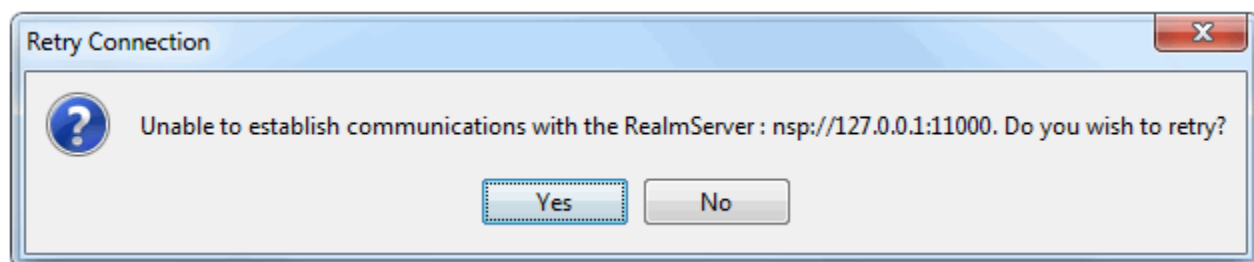 Retry Connection
Unable to establish communications with the RealmServer : nsp://127.0.0.1:11000. Do you wish to retry?
Yes No